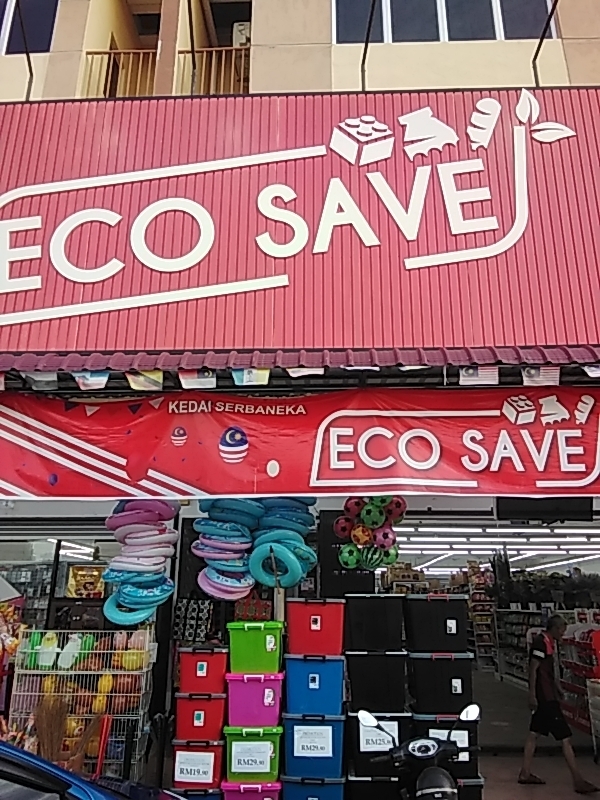 ECO SAVE
KEDAI SERBANEKA
ECO SAVE
RM19.90
RM29.90
RM29.90
RM25.90